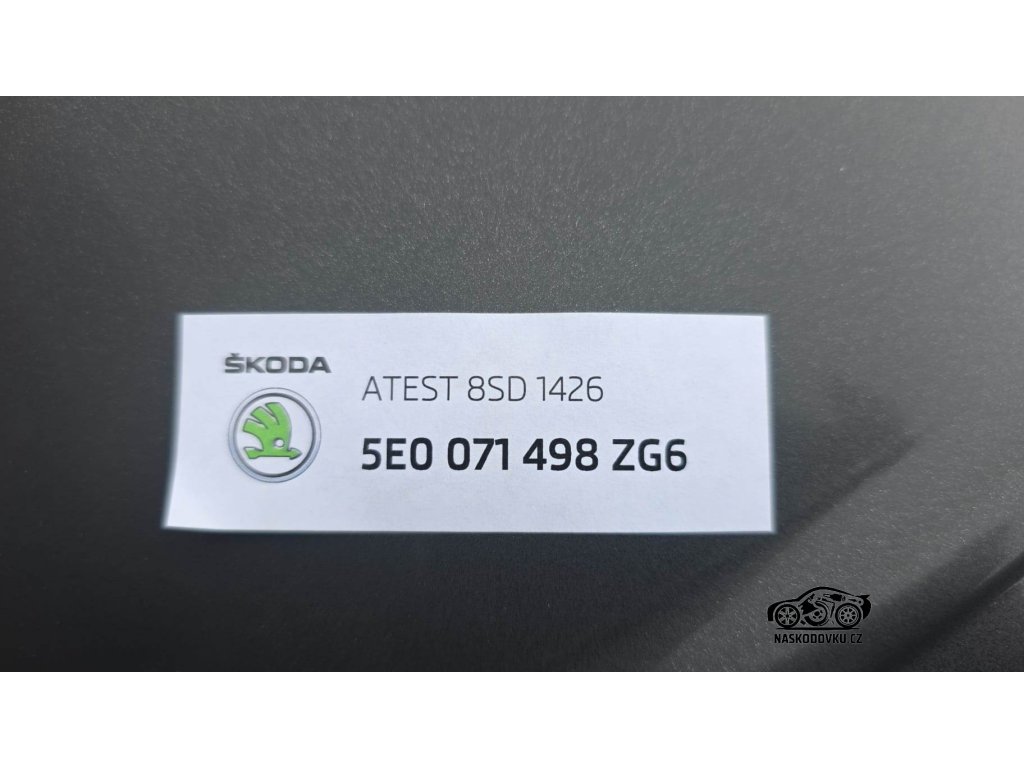 ŠKODA
ATEST 8SD 1426
5E0 071 498 ZG6
NASKODOVKU.CZ